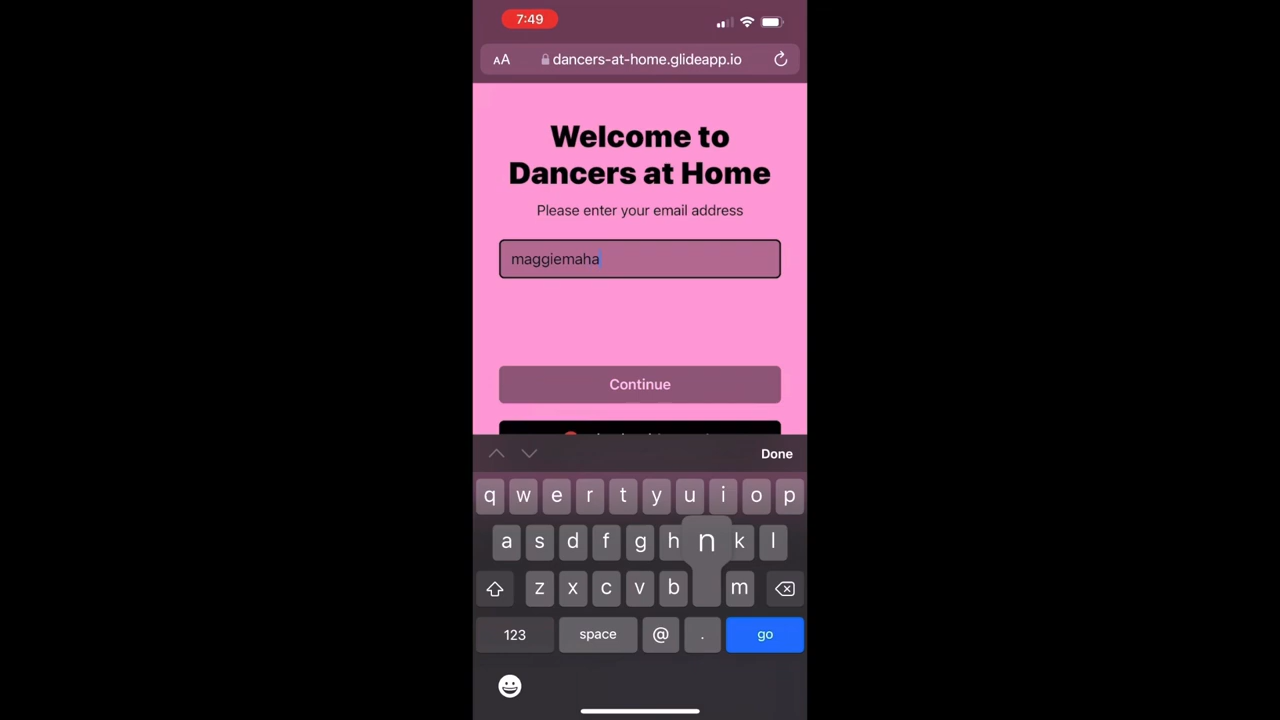 7:49
AA dancers-at-home.glideapp.io
Welcome to
Dancers at Home
Please enter your email address
maggiemaha
Continue
Done
q w e r t y u i o p
a s d f g h n k l
z x c v b m
123 space @ . go